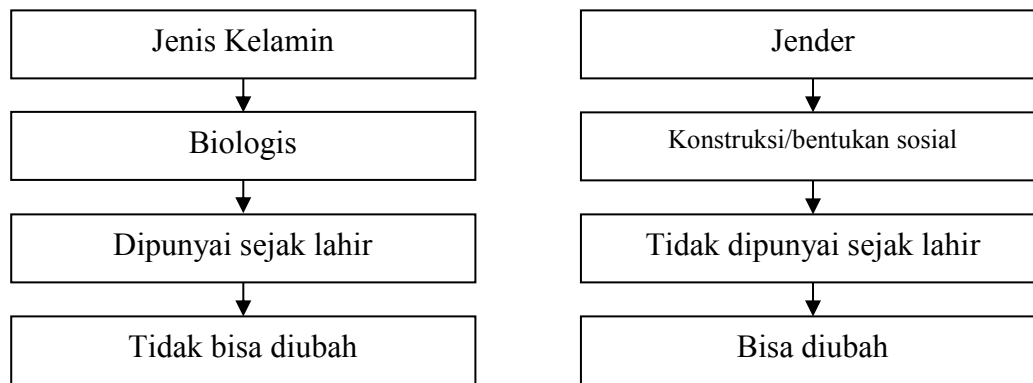 Jenis Kelamin
Biologis
Dipunyai sejak lahir
Tidak bisa diubah
Jender
Konstruksi/bentukan sosial
Tidak dipunyai sejak lahir
Bisa diubah